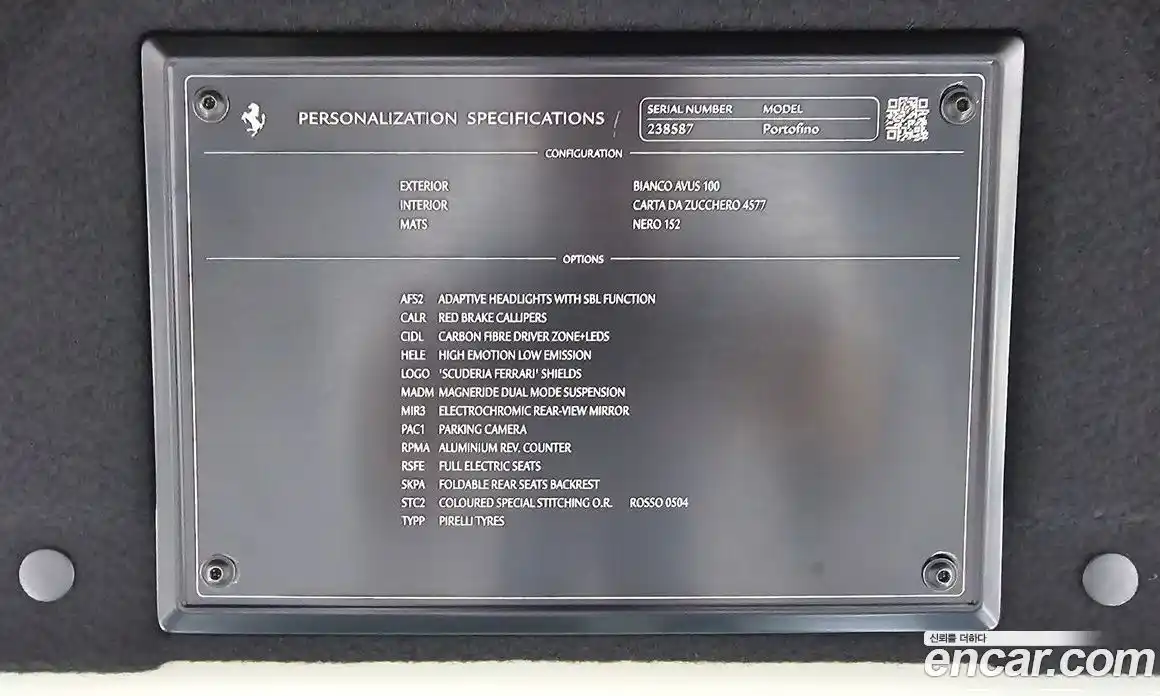 PERSONALIZATION SPECIFICATIONS /
SERIAL NUMBER MODEL
238587 Portofino
CONFIGURATION
EXTERIOR BIANCO AVUS 100
INTERIOR CARTA DA ZUCCHERO 4577
MATS NERO 152
OPTIONS
AFS2 ADAPTIVE HEADLIGHTS WITH SBL FUNCTION
CALR RED BRAKE CALLIPERS
CIDL CARBON FIBRE DRIVER ZONE+LEDS
HELE HIGH EMOTION LOW EMISSION
LOGO 'SCUDERIA FERRARI' SHIELDS
MADM MAGNERIDE DUAL MODE SUSPENSION
MIR3 ELECTROCHROMIC REAR-VIEW MIRROR
PAC1 PARKING CAMERA
RPMA ALUMINIUM REV. COUNTER
RSFE FULL ELECTRIC SEATS
SKPA FOLDABLE REAR SEATS BACKREST
STC2 COLOURED SPECIAL STITCHING O.R. ROSSO 0504
TYPP PIRELLI TYRES
신뢰를 더하다
encar.com